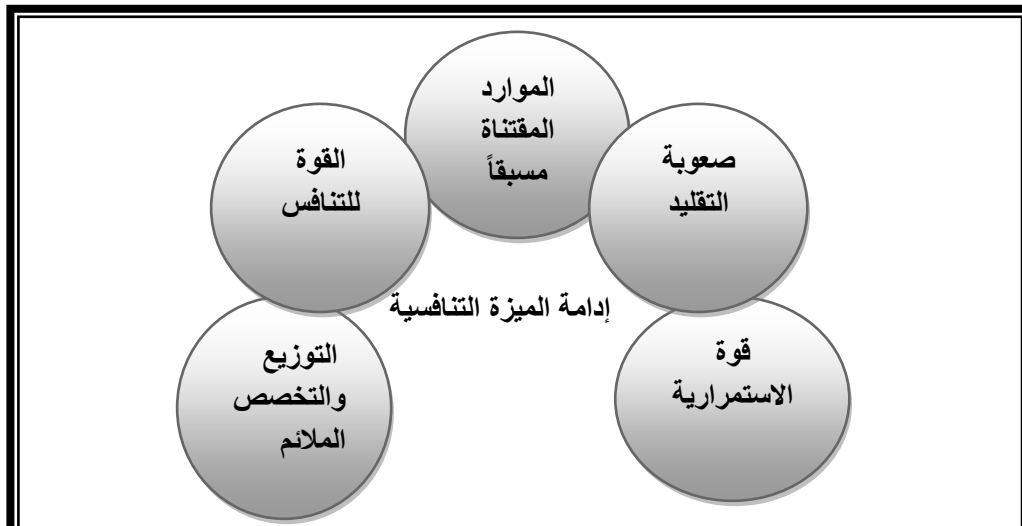 الموارد
المقتناة
مسبقاً
صعوبة
التقليد
القوة
للتنافس
إدامة الميزة التنافسية
قوة
الاستمرارية
التوزيع
والتخصص
الملائم